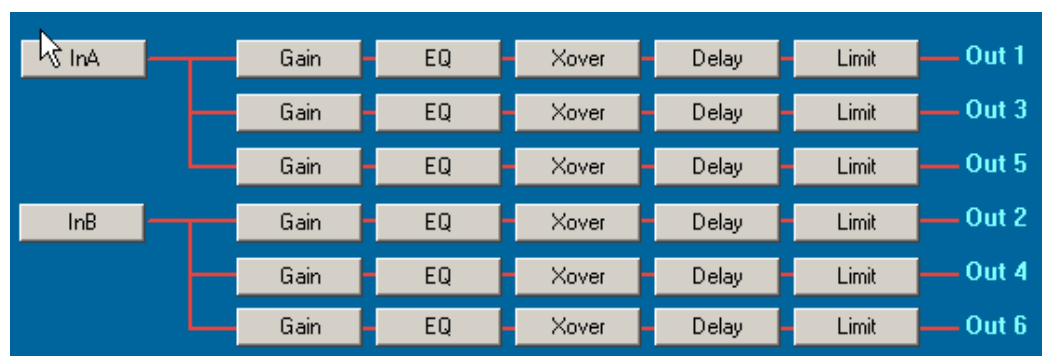 InA Gain EQ Xover Delay Limit Out 1
Gain EQ Xover Delay Limit Out 3
Gain EQ Xover Delay Limit Out 5
InB Gain EQ Xover Delay Limit Out 2
Gain EQ Xover Delay Limit Out 4
Gain EQ Xover Delay Limit Out 6